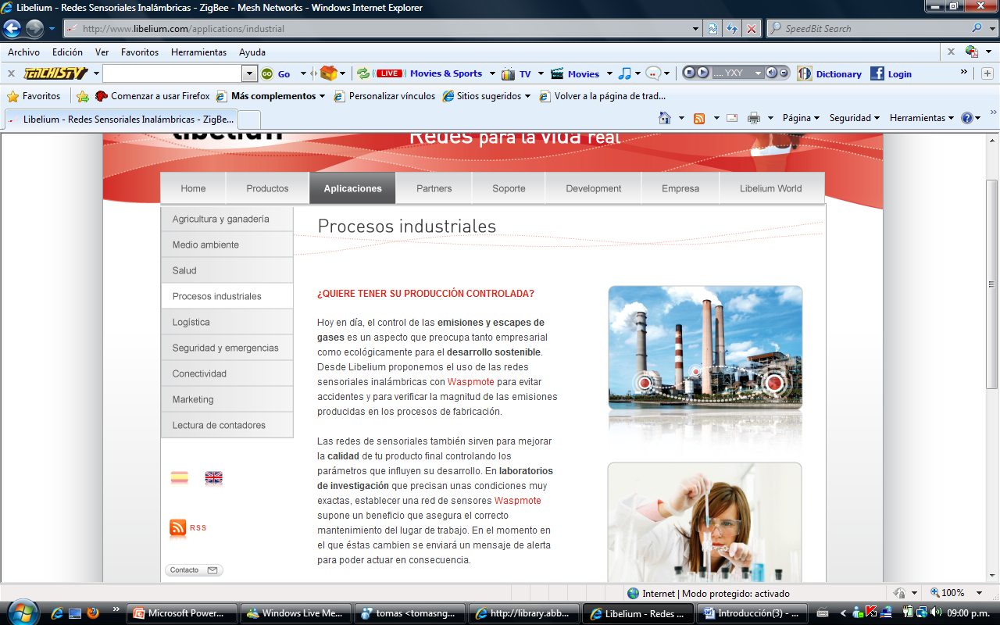 Libelium - Redes Sensoriales Inalámbricas - ZigBee - Mesh Networks - Windows Internet Explorer
http://www.libelium.com/applications/industrial
SpeedBit Search
Archivo Edición Ver Favoritos Herramientas Ayuda
TENCHISTV Go LIVE Movies & Sports TV Movies ..... YXY Dictionary Login
Favoritos Comenzar a usar Firefox Más complementos Personalizar vínculos Sitios sugeridos Volver a la página de trad...
Libelium - Redes Sensoriales Inalámbricas - ZigBe... Página Seguridad Herramientas
libelium Redes para la vida real
Home Productos Aplicaciones Partners Soporte Development Empresa Libelium World
Agricultura y ganadería
Medio ambiente
Salud
Procesos industriales
Logística
Seguridad y emergencias
Conectividad
Marketing
Lectura de contadores
RSS
Contacto
Procesos industriales
¿QUIERE TENER SU PRODUCCIÓN CONTROLADA?
Hoy en día, el control de las emisiones y escapes de
gases es un aspecto que preocupa tanto empresarial
como ecológicamente para el desarrollo sostenible.
Desde Libelium proponemos el uso de las redes
sensoriales inalámbricas con Waspmote para evitar
accidentes y para verificar la magnitud de las emisiones
producidas en los procesos de fabricación.
Las redes de sensoriales también sirven para mejorar
la calidad de tu producto final controlando los
parámetros que influyen su desarrollo. En laboratorios
de investigación que precisan unas condiciones muy
exactas, establecer una red de sensores Waspmote
supone un beneficio que asegura el correcto
mantenimiento del lugar de trabajo. En el momento en
el que éstas cambien se enviará un mensaje de alerta
para poder actuar en consecuencia.
Internet | Modo protegido: activado 100%
Microsoft Power... Windows Live Me... tomas <tomasng... http://library.abb... Libelium - Redes ... Introducción(3) - ... 09:00 p.m.